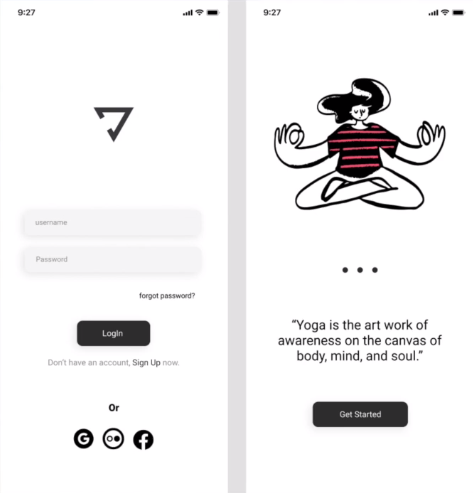 9:27
username
Password
forgot password?
LogIn
Don't have an account, Sign Up now.
Or
9:27
“Yoga is the art work of
awareness on the canvas of
body, mind, and soul.”
Get Started